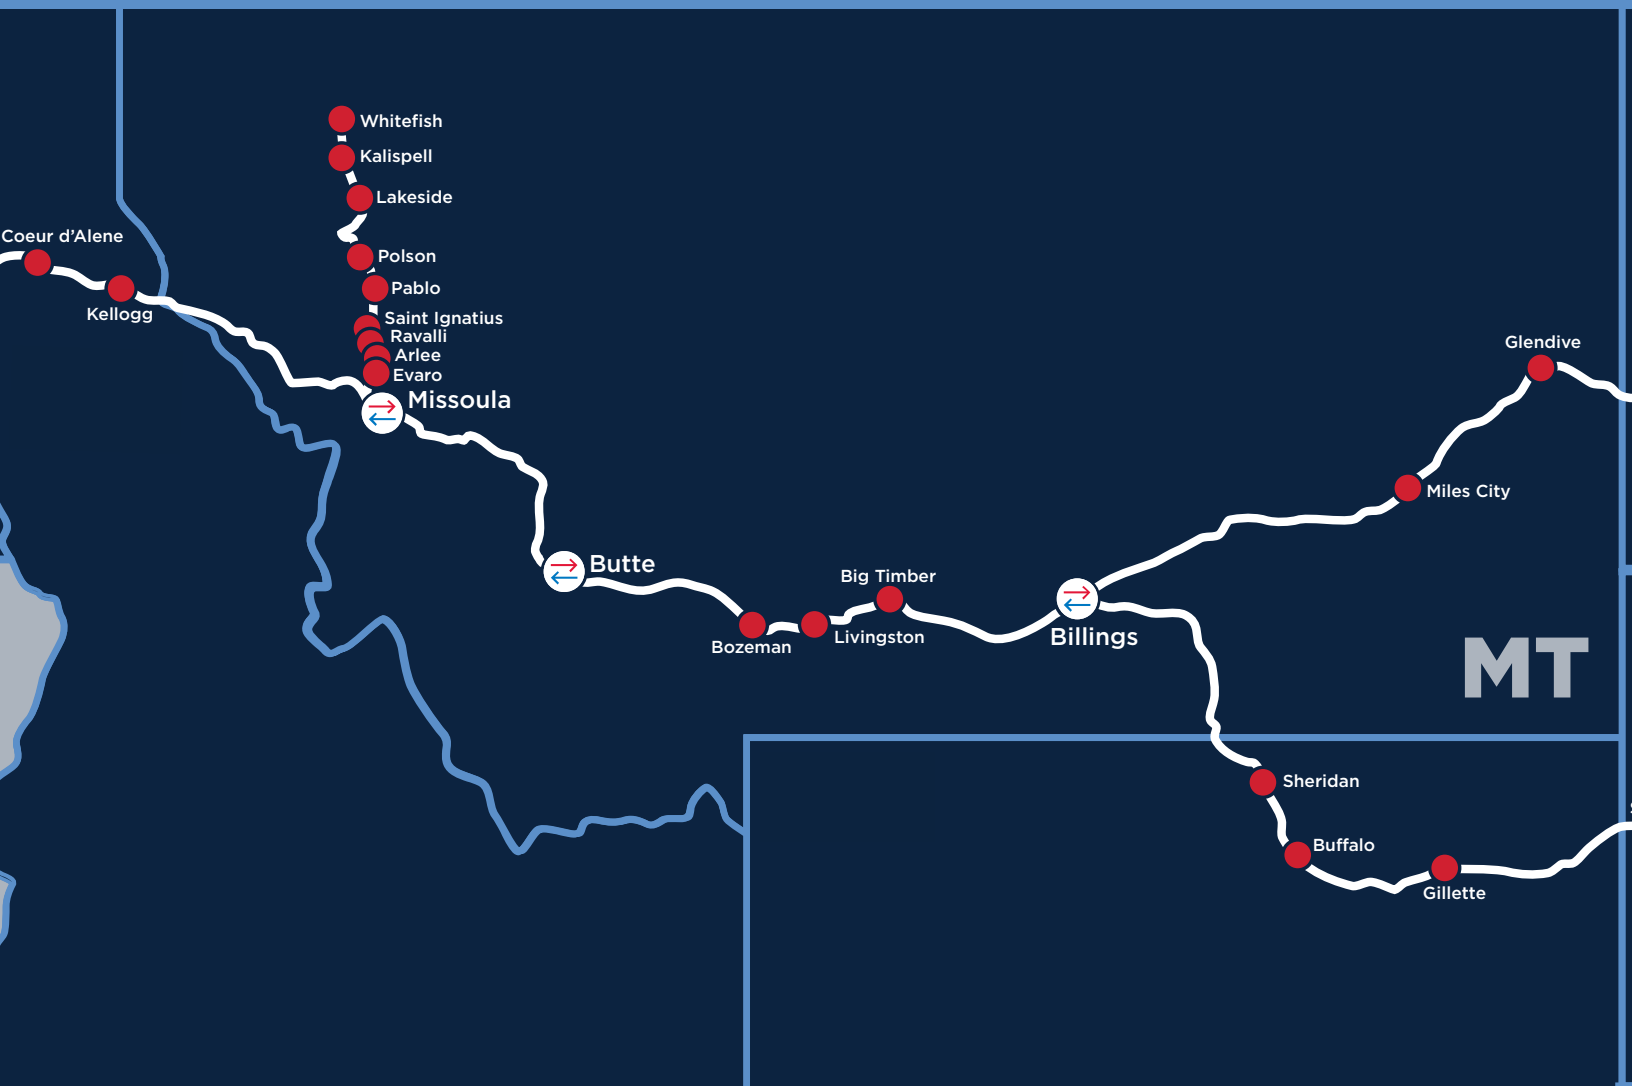 Whitefish
Kalispell
Lakeside
Coeur d’Alene
Polson
Pablo
Kellogg
Saint Ignatius
Ravalli
Arlee
Evaro
Missoula
Glendive
Miles City
Butte
Big Timber
Bozeman
Livingston
Billings
MT
Sheridan
Buffalo
Gillette